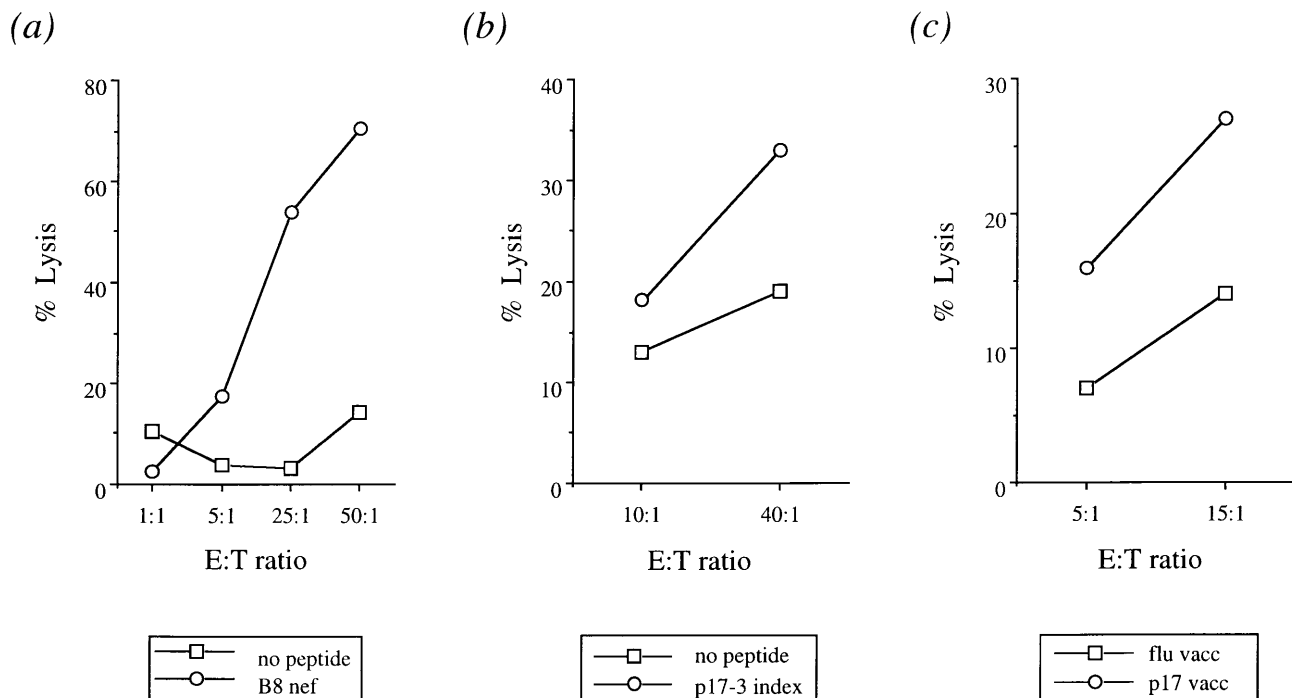 (a)
80
60
40
20
0
% Lysis
1:1 5:1 25:1 50:1
E:T ratio
no peptide
B8 nef
(b)
40
30
20
10
0
% Lysis
10:1 40:1
E:T ratio
no peptide
p17-3 index
(c)
30
20
10
0
% Lysis
5:1 15:1
E:T ratio
flu vacc
p17 vacc